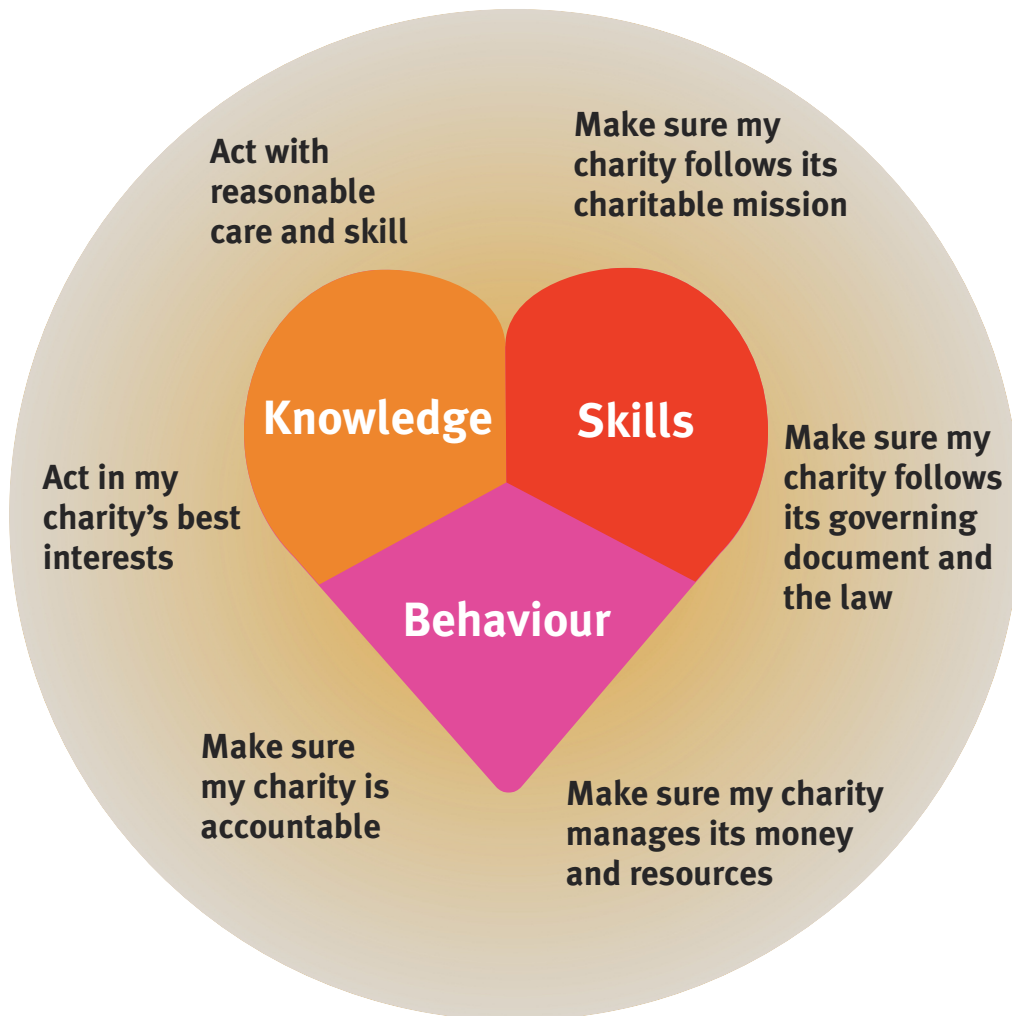 Act with
reasonable
care and skill
Make sure my
charity follows its
charitable mission
Knowledge
Skills
Act in my
charity's best
interests
Make sure my
charity follows
its governing
document and
the law
Behaviour
Make sure
my charity is
accountable
Make sure my charity
manages its money
and resources